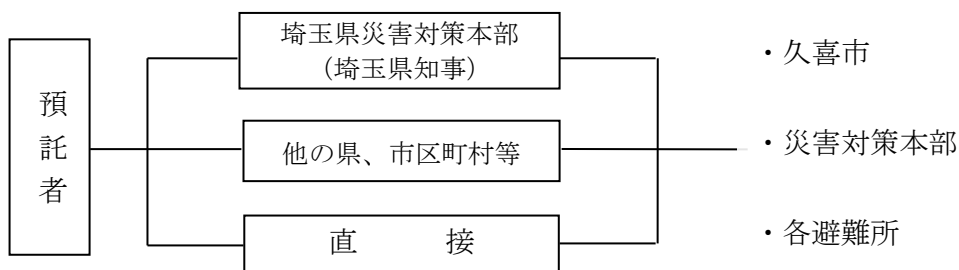 預託者
埼玉県災害対策本部
（埼玉県知事）
他の県、市区町村等
直　　　接
・久喜市
・災害対策本部
・各避難所